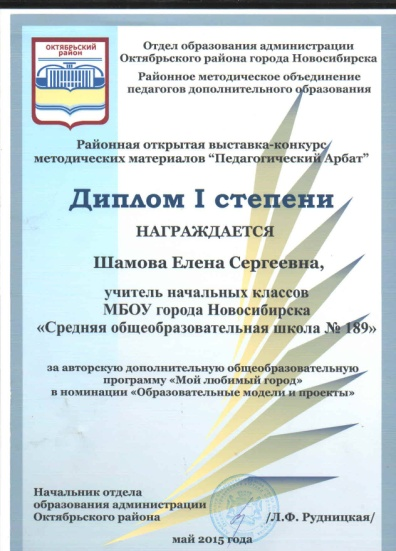 ОКТЯБРЬСКИЙ
район
Отдел образования администрации
Октябрьского района города Новосибирска
Районное методическое объединение
педагогов дополнительного образования
Районная открытая выставка-конкурс
методических материалов “Педагогический Арбат”
Диплом I степени
НАГРАЖДАЕТСЯ
Шамова Елена Сергеевна,
учитель начальных классов
МБОУ города Новосибирска
«Средняя общеобразовательная школа № 189»
за авторскую дополнительную общеобразовательную
программу «Мой любимый город»
в номинации «Образовательные модели и проекты»
Начальник отдела
образования администрации
Октябрьского района /Л.Ф. Рудницкая/
май 2015 года